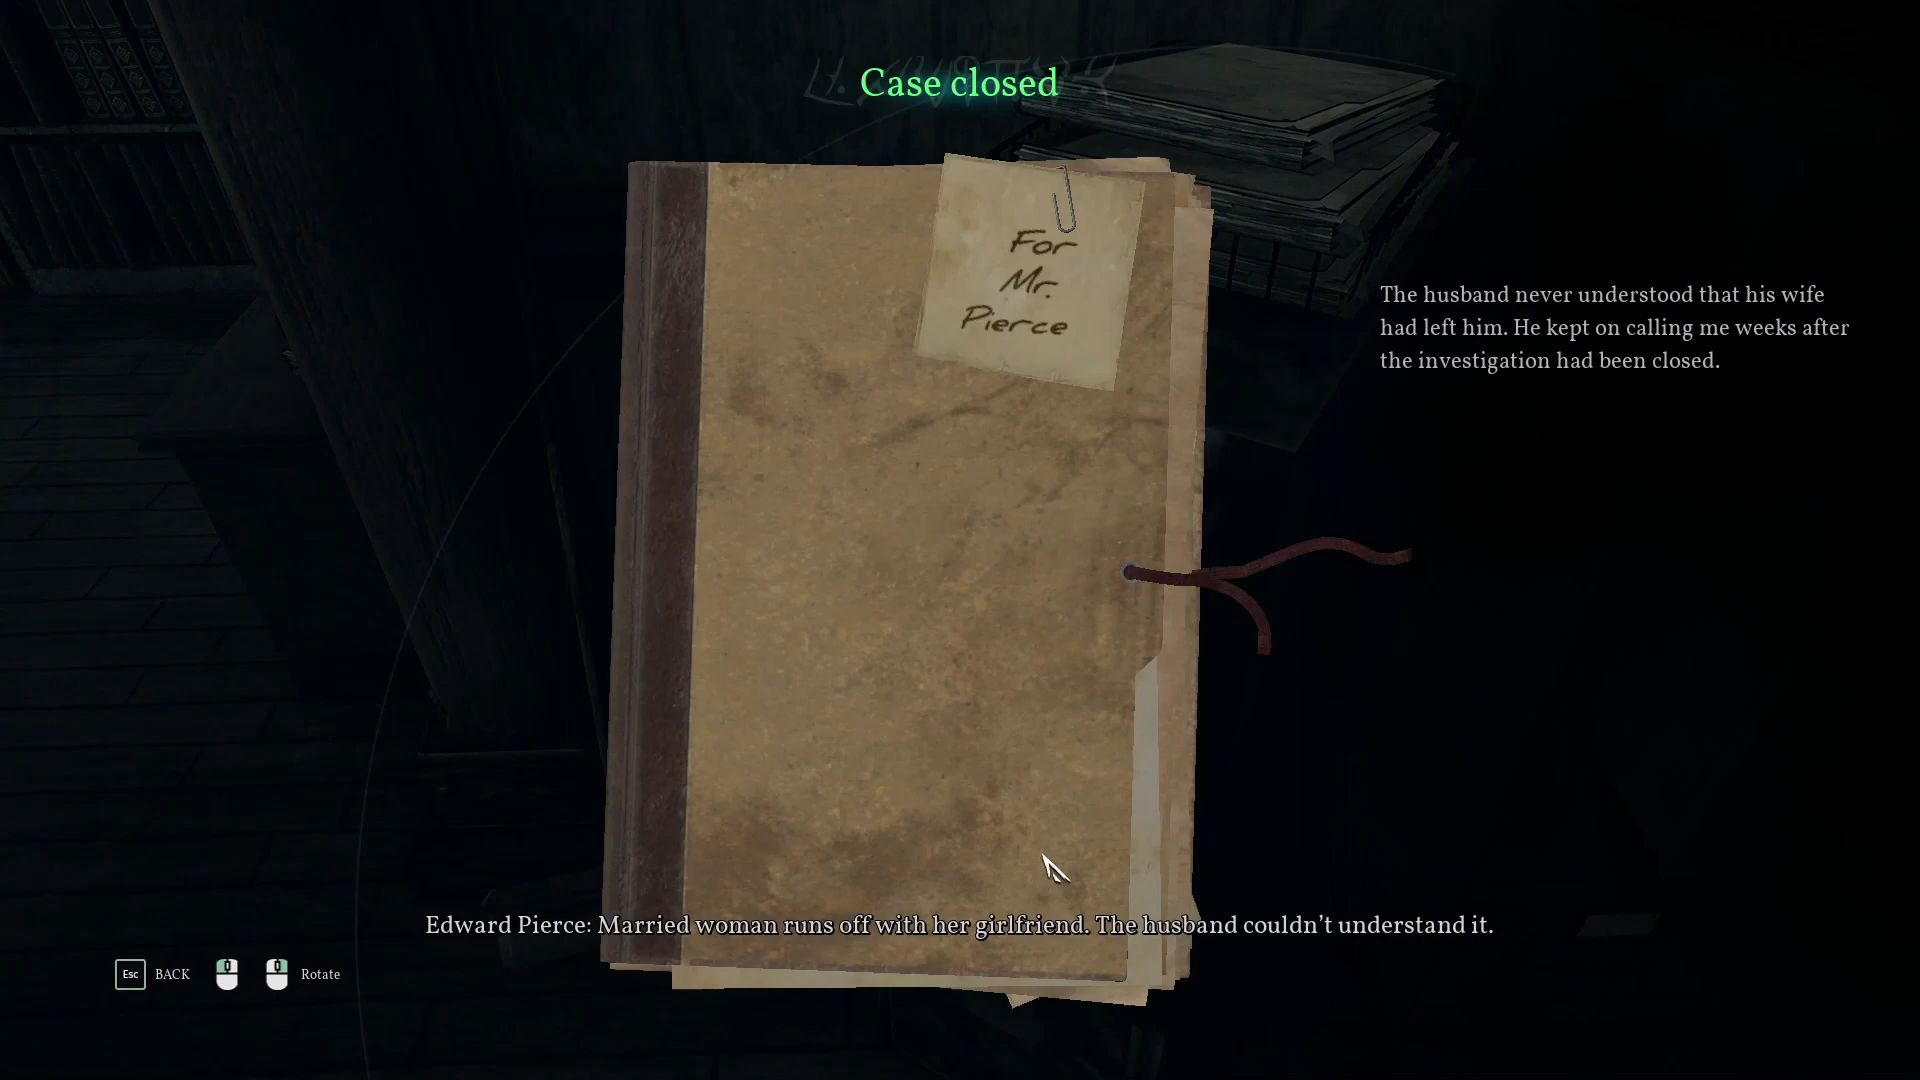 Case closed
For
Mr.
Pierce
The husband never understood that his wife
had left him. He kept on calling me weeks after
the investigation had been closed.
Edward Pierce: Married woman runs off with her girlfriend. The husband couldn't understand it.
Esc BACK Rotate